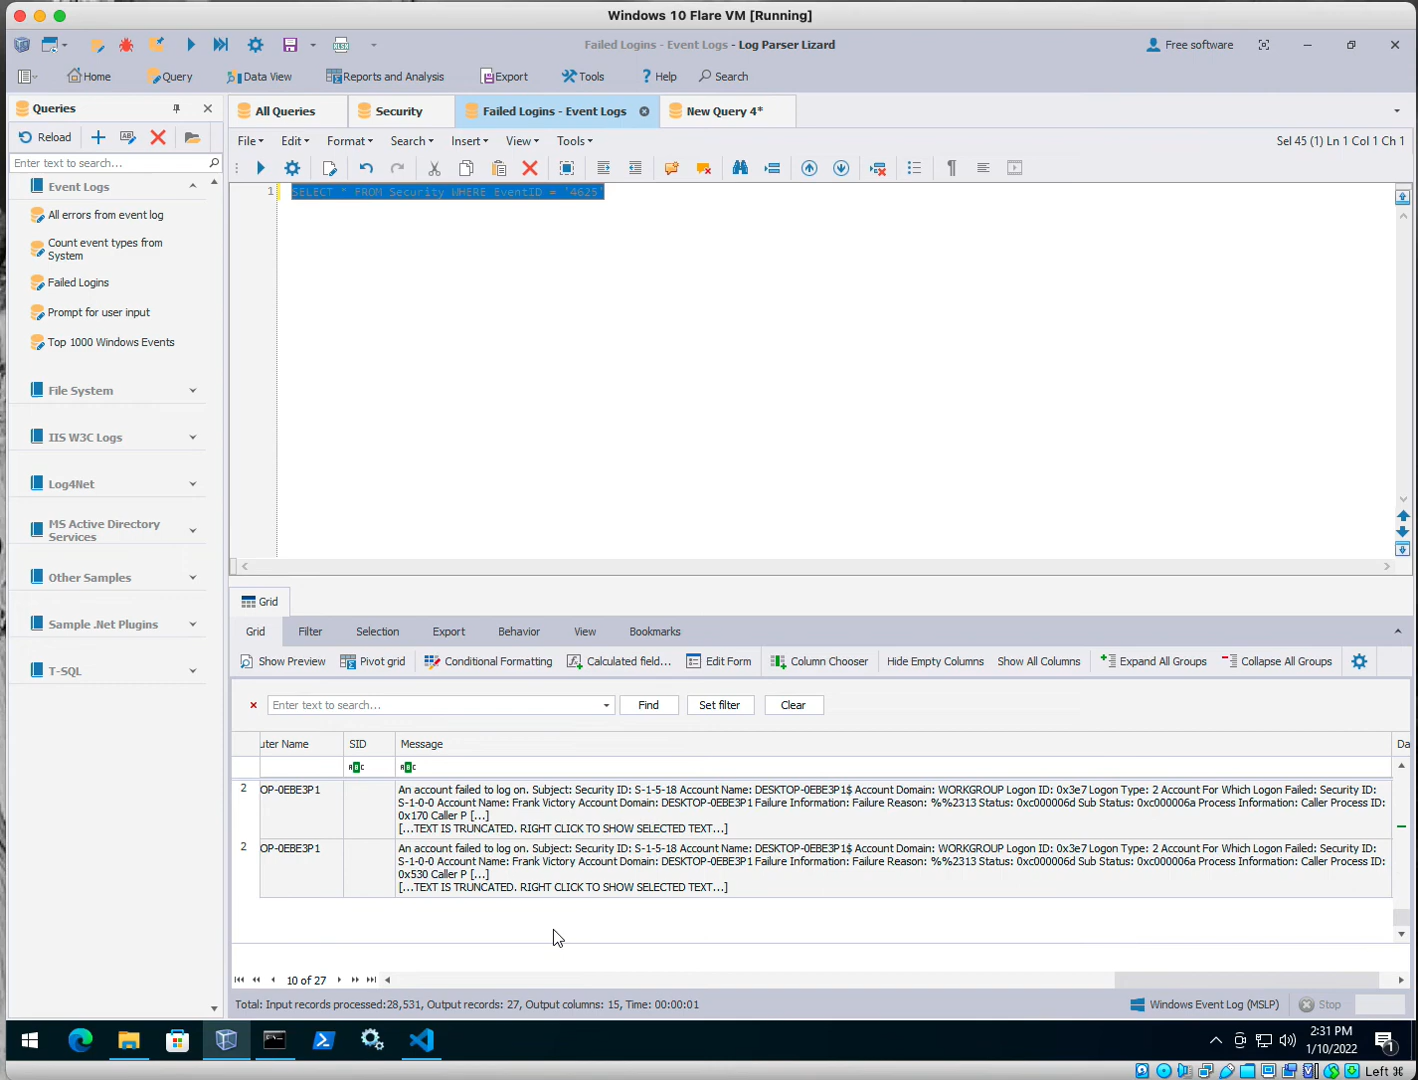 Windows 10 Flare VM [Running]
Failed Logins - Event Logs - Log Parser Lizard
Free software
Home
Query
Data View
Reports and Analysis
Export
Tools
Help
Search
Queries
All Queries
Security
Failed Logins - Event Logs
New Query 4*
Reload
File
Edit
Format
Search
Insert
View
Tools
Sel 45 (1) Ln 1 Col 1 Ch 1
Enter text to search...
1
SELECT * FROM Security WHERE EventID = '4625'
Event Logs
All errors from event log
Count event types from
System
Failed Logins
Prompt for user input
Top 1000 Windows Events
File System
IIS W3C Logs
Log4Net
MS Active Directory
Services
Other Samples
Sample .Net Plugins
T-SQL
Grid
Grid
Filter
Selection
Export
Behavior
View
Bookmarks
Show Preview
Pivot grid
Conditional Formatting
Calculated field...
Edit Form
Column Chooser
Hide Empty Columns
Show All Columns
Expand All Groups
Collapse All Groups
Enter text to search...
Find
Set filter
Clear
uter Name
SID
Message
Da
2
OP-0EBE3P1
An account failed to log on. Subject: Security ID: S-1-5-18 Account Name: DESKTOP-0EBE3P1$ Account Domain: WORKGROUP Logon ID: 0x3e7 Logon Type: 2 Account For Which Logon Failed: Security ID:
S-1-0-0 Account Name: Frank Victory Account Domain: DESKTOP-0EBE3P1 Failure Information: Failure Reason: %%2313 Status: 0xc000006d Sub Status: 0xc000006a Process Information: Caller Process ID:
0x170 Caller P [...]
[...TEXT IS TRUNCATED. RIGHT CLICK TO SHOW SELECTED TEXT...]
2
OP-0EBE3P1
An account failed to log on. Subject: Security ID: S-1-5-18 Account Name: DESKTOP-0EBE3P1$ Account Domain: WORKGROUP Logon ID: 0x3e7 Logon Type: 2 Account For Which Logon Failed: Security ID:
S-1-0-0 Account Name: Frank Victory Account Domain: DESKTOP-0EBE3P1 Failure Information: Failure Reason: %%2313 Status: 0xc000006d Sub Status: 0xc000006a Process Information: Caller Process ID:
0x530 Caller P [...]
[...TEXT IS TRUNCATED. RIGHT CLICK TO SHOW SELECTED TEXT...]
10 of 27
Total: Input records processed:28,531, Output records: 27, Output columns: 15, Time: 00:00:01
Windows Event Log (MSLP)
Stop
2:31 PM
1/10/2022
1
Left ⌘